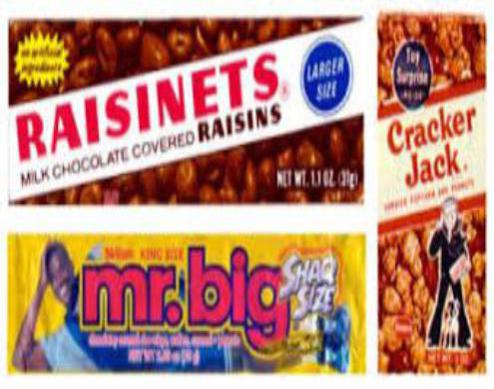 no artificial
ingredients
RAISINETS
MILK CHOCOLATE COVERED RAISINS
LARGER
SIZE
NET WT. 1.1 OZ. (31g)
Toy
Surprise
Cracker
Jack
KING SIZE
mr.big
SHAQ
SIZE